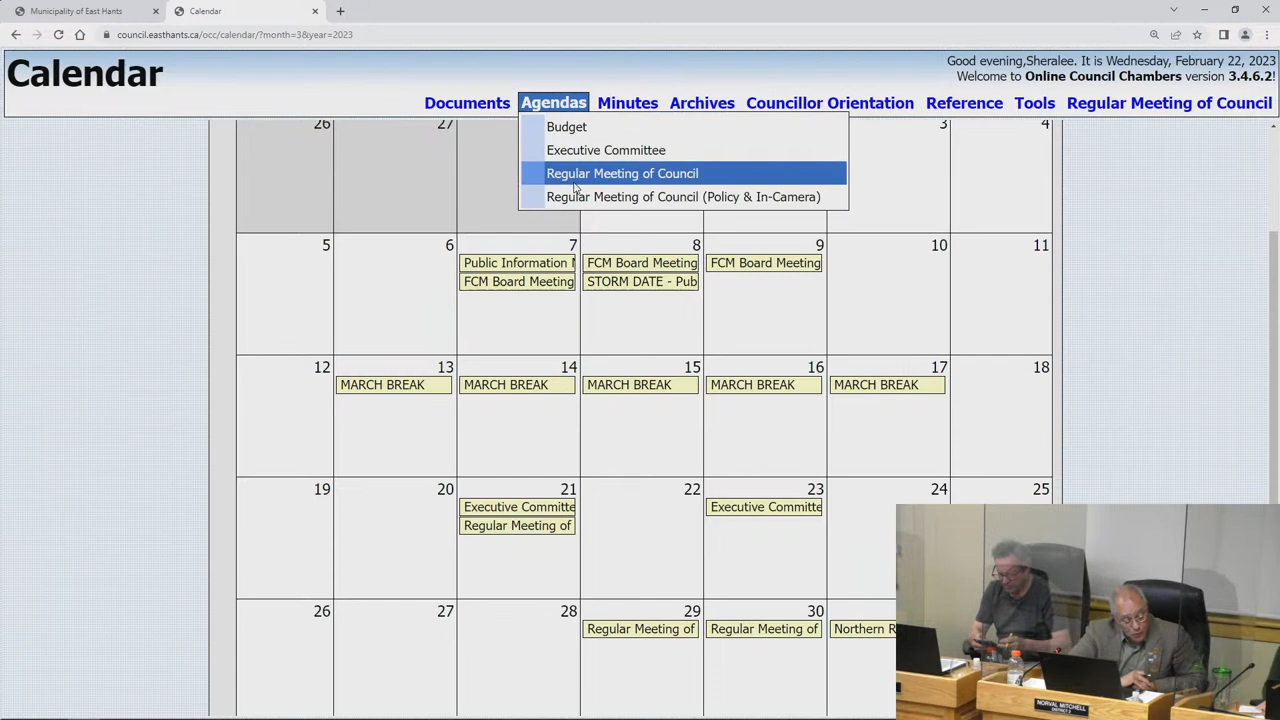 Municipality of East Hants
Calendar
council.easthants.ca/occ/calendar/?month=3&year=2023
Calendar
Good evening,Sheralee. It is Wednesday, February 22, 2023
Welcome to Online Council Chambers version 3.4.6.2!
Documents Agendas Minutes Archives Councillor Orientation Reference Tools Regular Meeting of Council
Budget
Executive Committee
Regular Meeting of Council
Regular Meeting of Council (Policy & In-Camera)
26 27 3 4
5 6 7 8 9 10 11
Public Information FCM Board Meeting FCM Board Meeting
FCM Board Meeting STORM DATE - Pub
12 13 14 15 16 17 18
MARCH BREAK MARCH BREAK MARCH BREAK MARCH BREAK MARCH BREAK
19 20 21 22 23 24 25
Executive Committe Executive Committe
Regular Meeting of
26 27 28 29 30
Regular Meeting of Regular Meeting of Northern R
NORVAL MITCHELL
DISTRICT 2